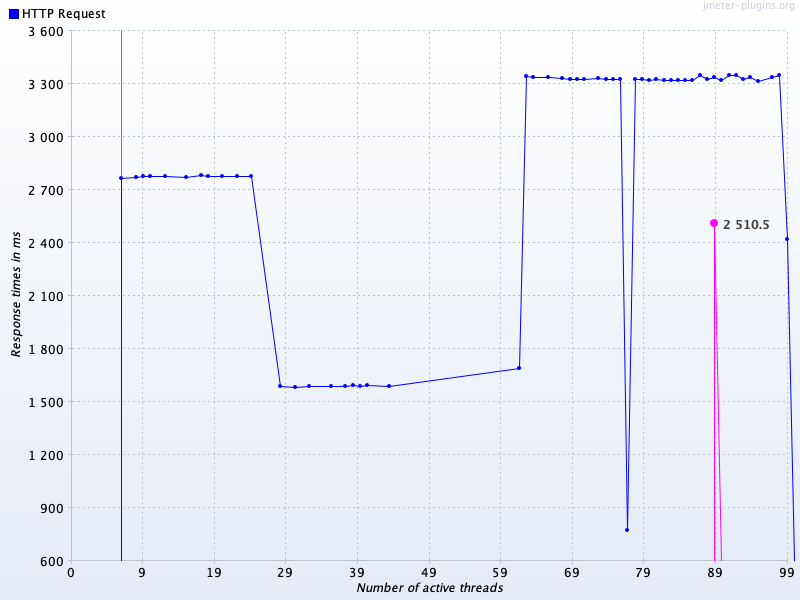 jmeter-plugins.org
HTTP Request
3 600
3 300
3 000
2 700
2 400
2 100
1 800
1 500
1 200
900
600
Response times in ms
2 510.5
0 9 19 29 39 49 59 69 79 89 99
Number of active threads